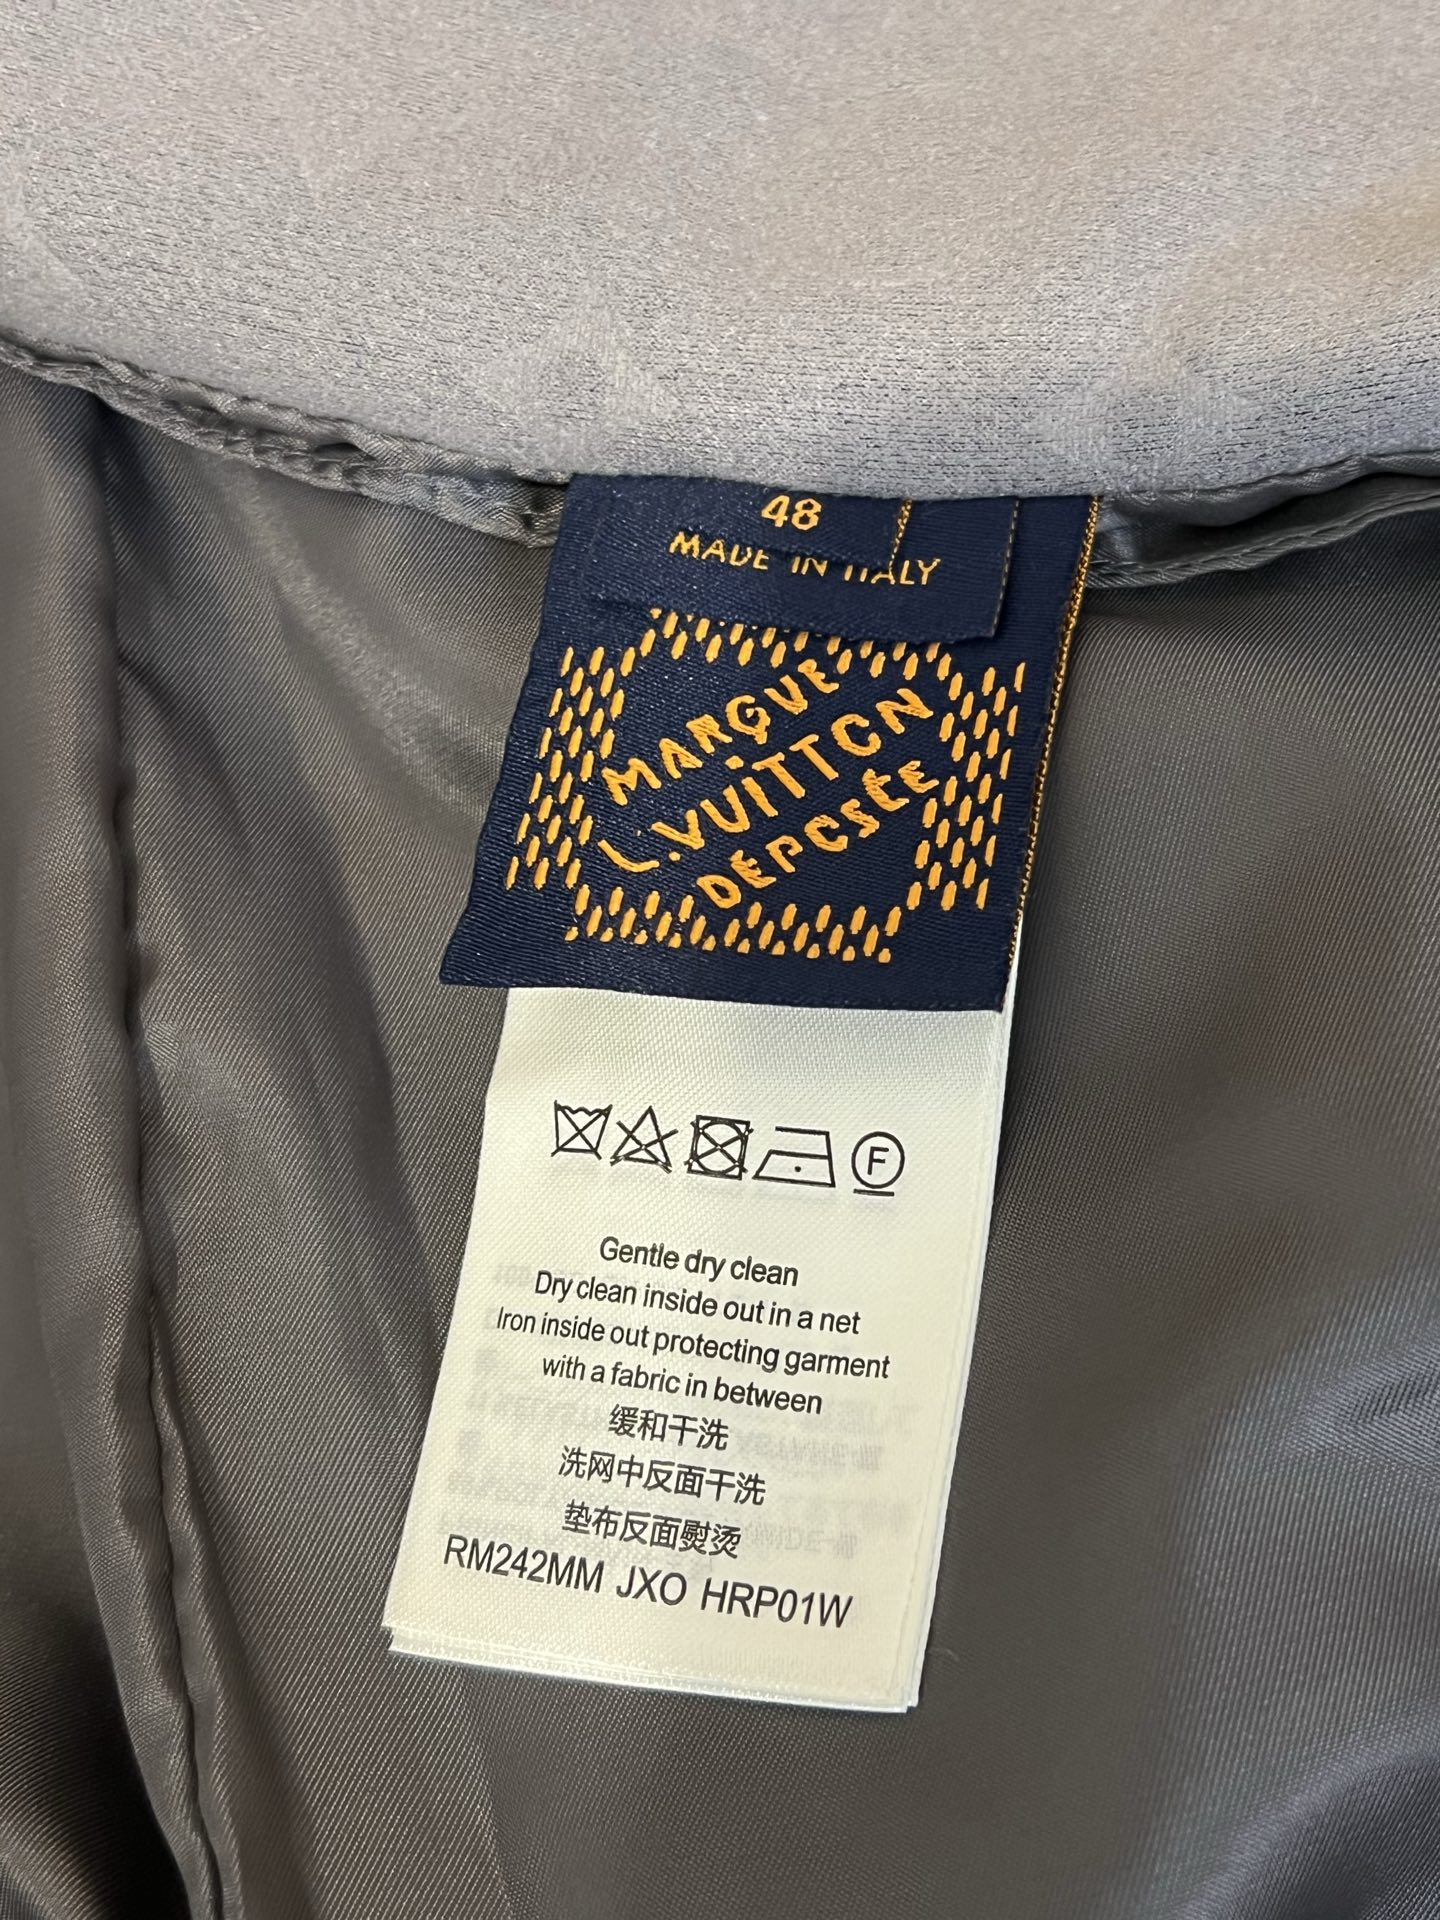 48
MADE IN ITALY
MARQUE
L.VUITTON
DEPOSÉE
F
Gentle dry clean
Dry clean inside out in a net
Iron inside out protecting garment
with a fabric in between
缓和干洗
洗网中反面干洗
垫布反面熨烫
RM242MM JXO HRP01W